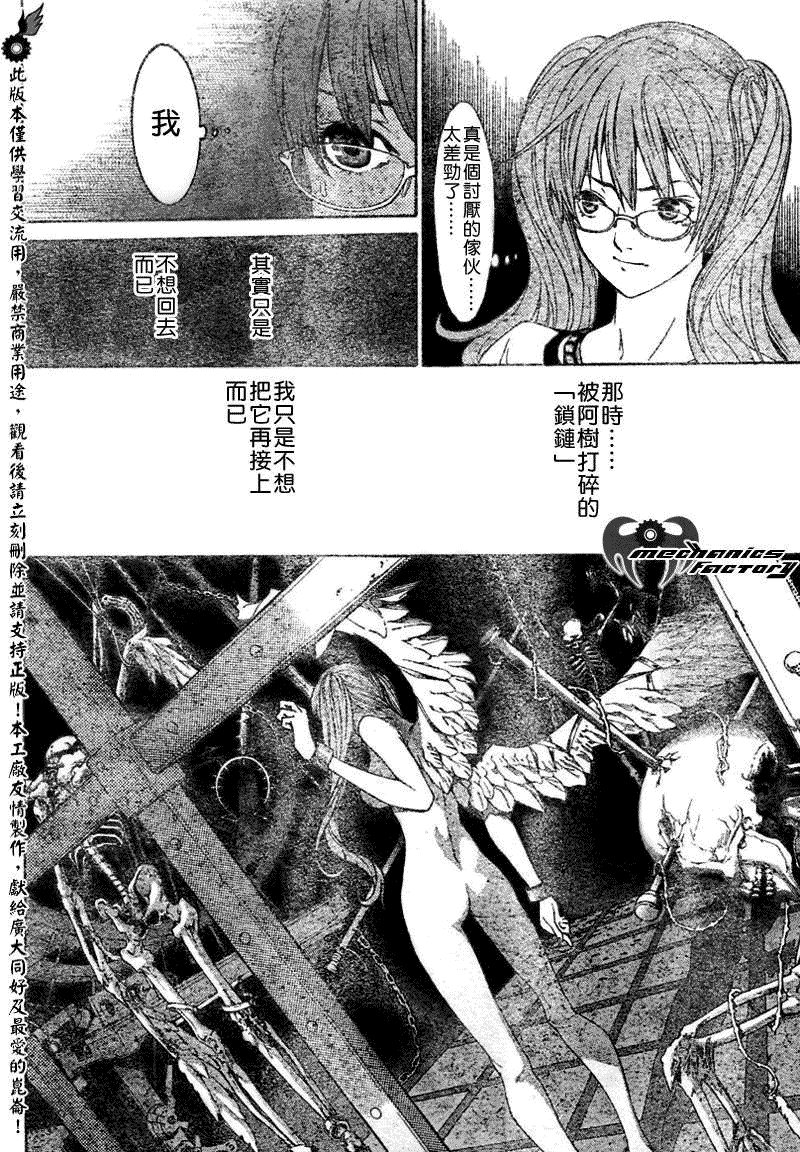 真是個討厭的傢伙
太差勁了……
我
其實只是
不想回去
而已
那時……
被阿樹打碎的
「鎖鏈」
我只是不想
把它再接上
而已
mechanics
factory
此版本僅供學習交流用，嚴禁商業用途，觀看後請立刻刪除並請支持正版！本工廠友情製作，獻給廣大同好及最愛的崑崙！